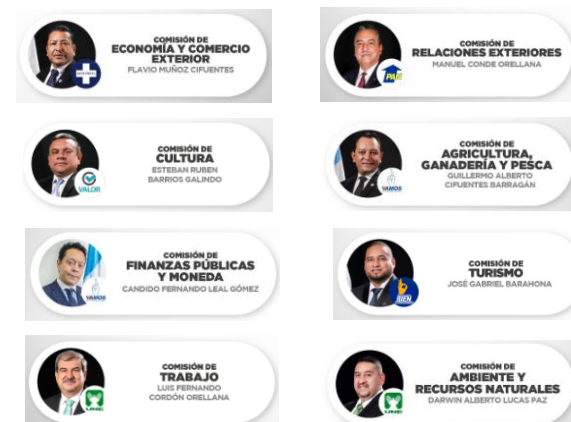 COMISIÓN DE
ECONOMÍA Y COMERCIO
EXTERIOR
FLAVIO MUÑOZ CIFUENTES
COMISIÓN DE
RELACIONES EXTERIORES
MANUEL CONDE ORELLANA
PAIS
COMISIÓN DE
CULTURA
ESTEBAN RUBEN
BARRIOS GALINDO
VALOR
COMISIÓN DE
AGRICULTURA,
GANADERÍA Y PESCA
GUILLERMO ALBERTO
CIFUENTES BARRAGÁN
VAMOS
COMISIÓN DE
FINANZAS PÚBLICAS
Y MONEDA
CANDIDO FERNANDO LEAL GÓMEZ
VAMOS
COMISIÓN DE
TURISMO
JOSÉ GABRIEL BARAHONA
BIEN
COMISIÓN DE
TRABAJO
LUIS FERNANDO
CORDÓN ORELLANA
UNE
COMISIÓN DE
AMBIENTE Y
RECURSOS NATURALES
DARWIN ALBERTO LUCAS PAZ
UNE